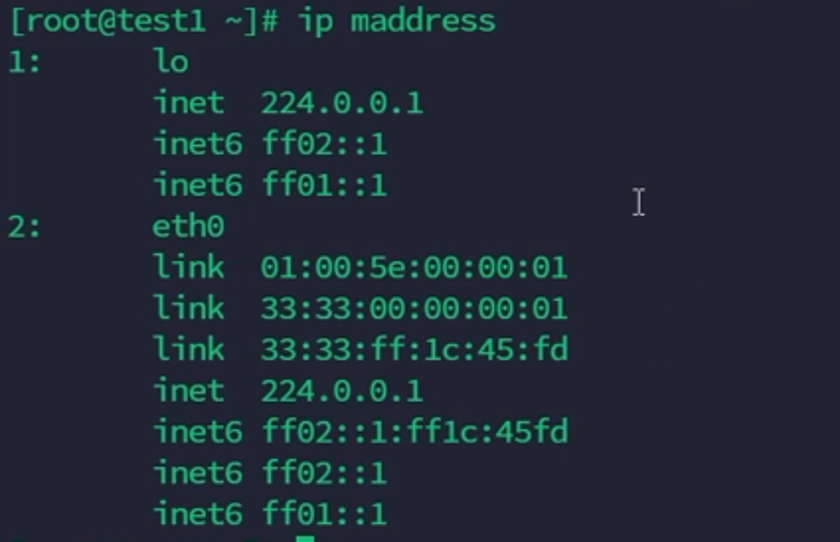 [root@test1 ~]# ip maddress
1: lo
inet 224.0.0.1
inet6 ff02::1
inet6 ff01::1
2: eth0
link 01:00:5e:00:00:01
link 33:33:00:00:00:01
link 33:33:ff:1c:45:fd
inet 224.0.0.1
inet6 ff02::1:ff1c:45fd
inet6 ff02::1
inet6 ff01::1